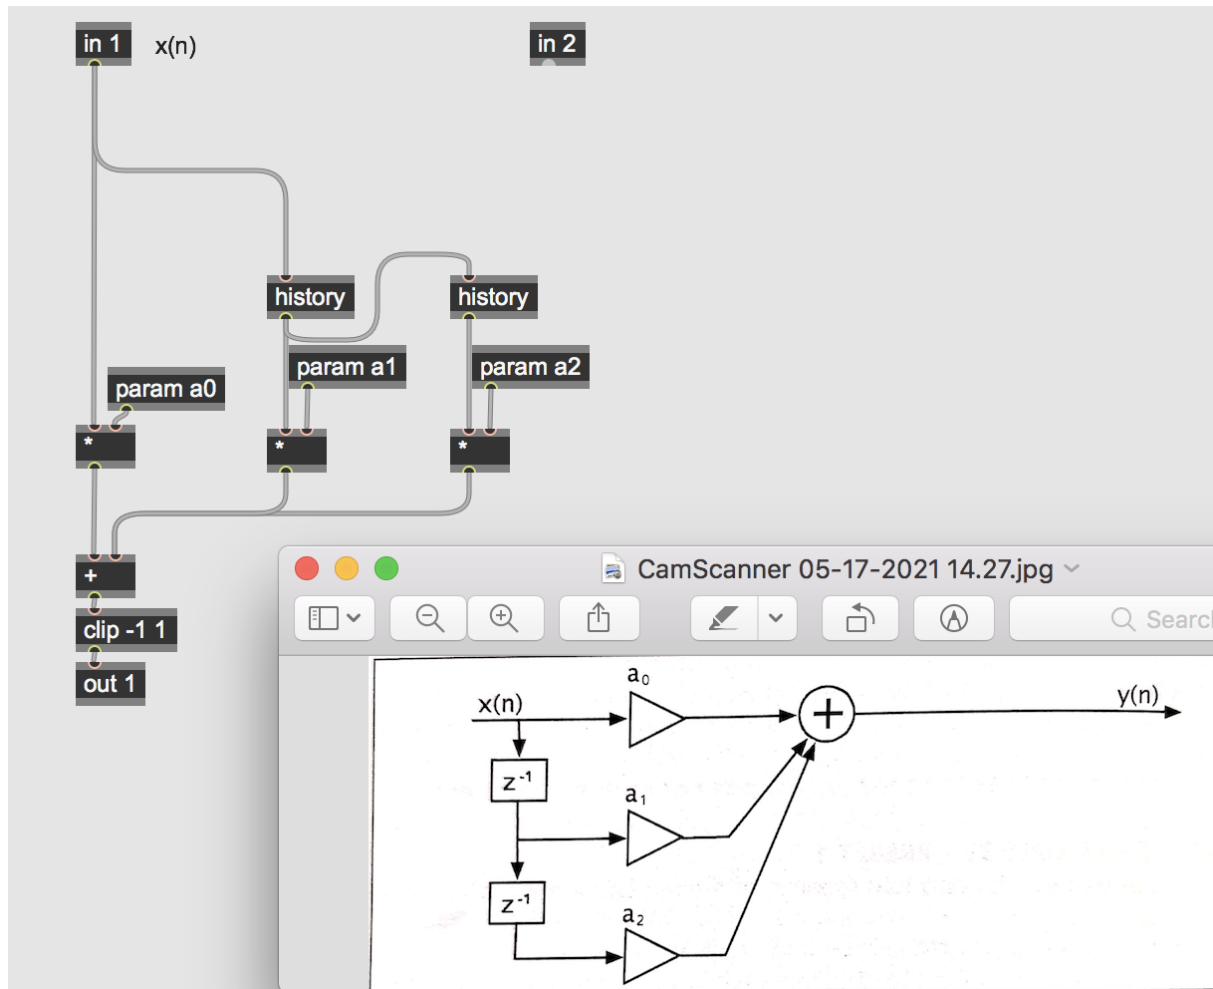 in 1
x(n)
in 2
history
history
param a1
param a2
param a0
*
*
*
+
clip -1 1
out 1
CamScanner 05-17-2021 14.27.jpg
Search
a₀
x(n)
+
y(n)
z⁻¹
a₁
z⁻¹
a₂